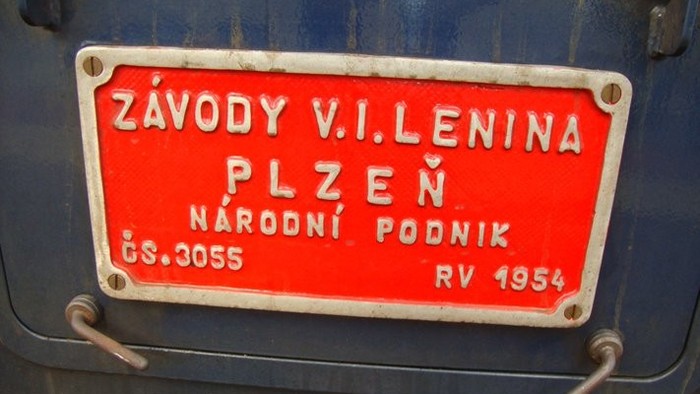 ZÁVODY V.I.LENINA
PLZEŇ
NÁRODNÍ PODNIK
ČS.3055 RV 1954